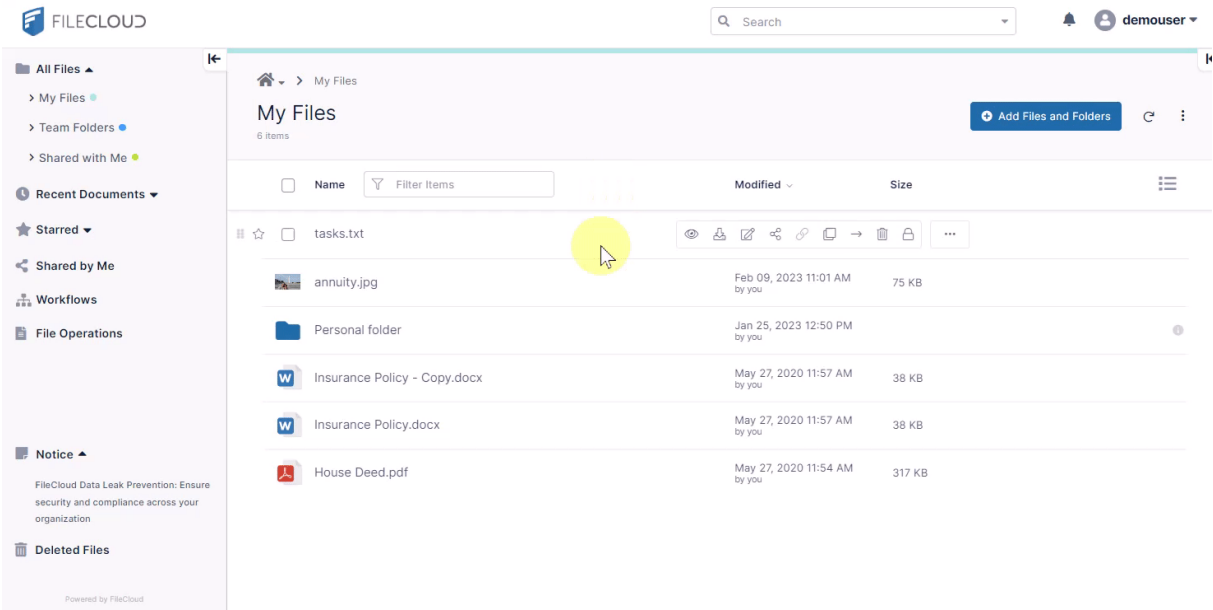 FILECLOUD
Search
demouser
All Files
My Files
Team Folders
Shared with Me
Recent Documents
Starred
Shared by Me
Workflows
File Operations
Notice
FileCloud Data Leak Prevention: Ensure
security and compliance across your
organization
Deleted Files
Powered by FileCloud
My Files
My Files
6 items
Add Files and Folders
Name Filter Items Modified Size
tasks.txt
annuity.jpg Feb 09, 2023 11:01 AM 75 KB
by you
Personal folder Jan 25, 2023 12:50 PM
by you
Insurance Policy - Copy.docx May 27, 2020 11:57 AM 38 KB
by you
Insurance Policy.docx May 27, 2020 11:57 AM 38 KB
by you
House Deed.pdf May 27, 2020 11:54 AM 317 KB
by you